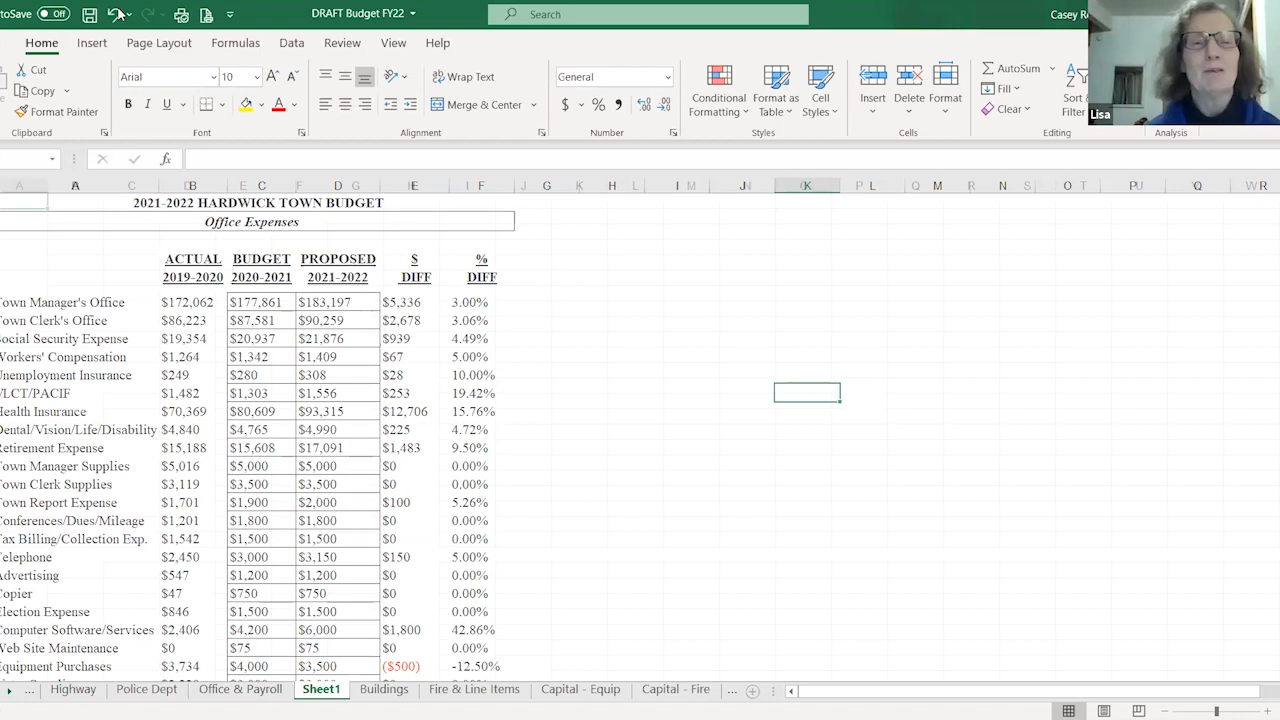 toSave Off DRAFT Budget FY22 Search Casey Ro
Home Insert Page Layout Formulas Data Review View Help
Cut Copy Format Painter Clipboard
Arial 10 A A B I U A Font
Wrap Text Merge & Center Alignment
General $ % 9 Number
Conditional Formatting Format as Table Cell Styles Styles
Insert Delete Format Cells
AutoSum Fill Clear Sort Filter Editing
Analysis
Lisa
fx
2021-2022 HARDWICK TOWN BUDGET
Office Expenses
ACTUAL BUDGET PROPOSED $ %
2019-2020 2020-2021 2021-2022 DIFF DIFF
Town Manager's Office $172,062 $177,861 $183,197 $5,336 3.00%
Town Clerk's Office $86,223 $87,581 $90,259 $2,678 3.06%
Social Security Expense $19,354 $20,937 $21,876 $939 4.49%
Workers' Compensation $1,264 $1,342 $1,409 $67 5.00%
Unemployment Insurance $249 $280 $308 $28 10.00%
VLCT/PACIF $1,482 $1,303 $1,556 $253 19.42%
Health Insurance $70,369 $80,609 $93,315 $12,706 15.76%
Dental/Vision/Life/Disability $4,840 $4,765 $4,990 $225 4.72%
Retirement Expense $15,188 $15,608 $17,091 $1,483 9.50%
Town Manager Supplies $5,016 $5,000 $5,000 $0 0.00%
Town Clerk Supplies $3,119 $3,500 $3,500 $0 0.00%
Town Report Expense $1,701 $1,900 $2,000 $100 5.26%
Conferences/Dues/Mileage $1,201 $1,800 $1,800 $0 0.00%
Tax Billing/Collection Exp. $1,542 $1,500 $1,500 $0 0.00%
Telephone $2,450 $3,000 $3,150 $150 5.00%
Advertising $547 $1,200 $1,200 $0 0.00%
Copier $47 $750 $750 $0 0.00%
Election Expense $846 $1,500 $1,500 $0 0.00%
Computer Software/Services $2,406 $4,200 $6,000 $1,800 42.86%
Web Site Maintenance $0 $75 $75 $0 0.00%
Equipment Purchases $3,734 $4,000 $3,500 ($500) -12.50%
... Highway Police Dept Office & Payroll Sheet1 Buildings Fire & Line Items Capital - Equip Capital - Fire ...